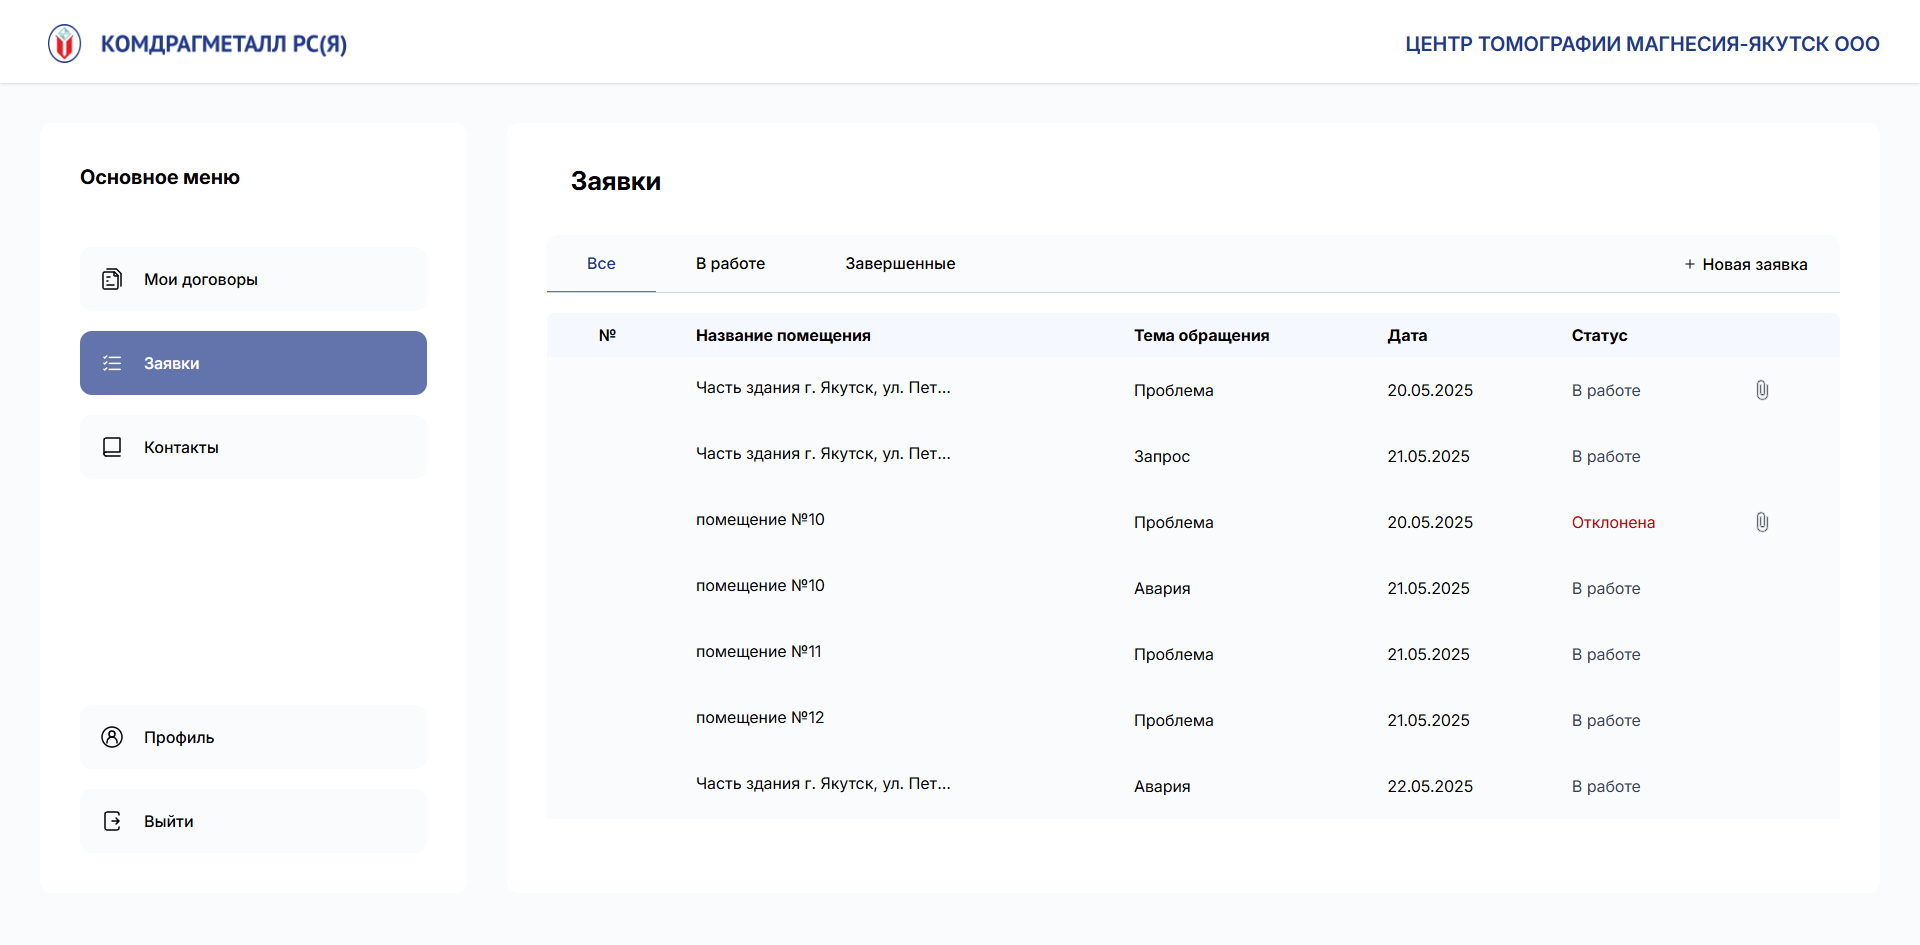 КОМДРАГМЕТАЛЛ РС(Я)
ЦЕНТР ТОМОГРАФИИ МАГНЕСИЯ-ЯКУТСК ООО
Основное меню
Мои договоры
Заявки
Контакты
Профиль
Выйти
Заявки
Все В работе Завершенные + Новая заявка
№ Название помещения Тема обращения Дата Статус
Часть здания г. Якутск, ул. Пет... Проблема 20.05.2025 В работе
Часть здания г. Якутск, ул. Пет... Запрос 21.05.2025 В работе
помещение №10 Проблема 20.05.2025 Отклонена
помещение №10 Авария 21.05.2025 В работе
помещение №11 Проблема 21.05.2025 В работе
помещение №12 Проблема 21.05.2025 В работе
Часть здания г. Якутск, ул. Пет... Авария 22.05.2025 В работе